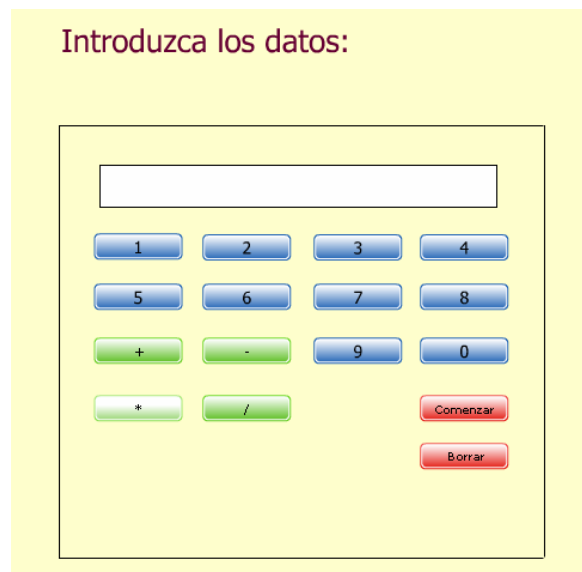 Introduzca los datos:
1 2 3 4
5 6 7 8
+ - 9 0
* / Comenzar
Borrar